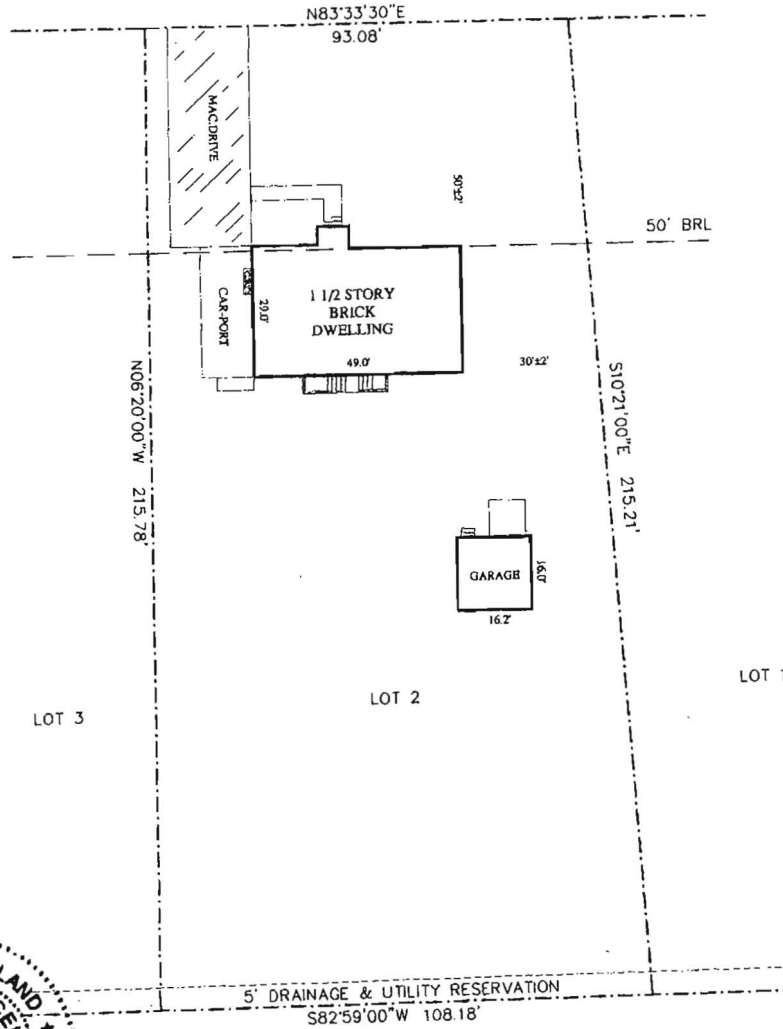 N83°33'30"E
93.08'
MAC.DRIVE
50'±2'
50' BRL
CAR-PORT
29.0'
1 1/2 STORY
BRICK
DWELLING
49.0'
30'±2'
N06°20'00"W 215.78'
S10°21'00"E 215.21'
GARAGE
16.0'
16.2'
LOT 3
LOT 2
LOT 1
5' DRAINAGE & UTILITY RESERVATION
S82°59'00"W 108.18'
LAND